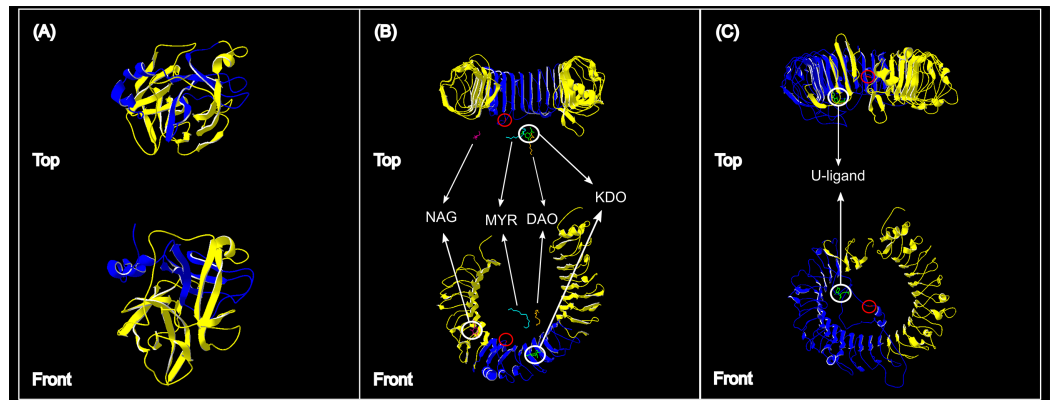 (A)
(B)
(C)
Top
Top
Top
U-ligand
KDO
NAG
MYR
DAO
Front
Front
Front